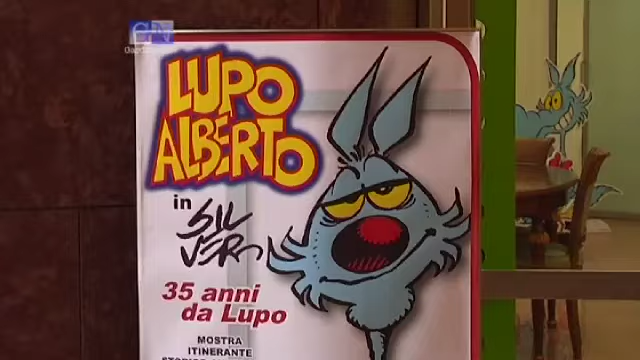 LUPO
ALBERTO
in
SILVER
35 anni
da Lupo
MOSTRA
ITINERANTE